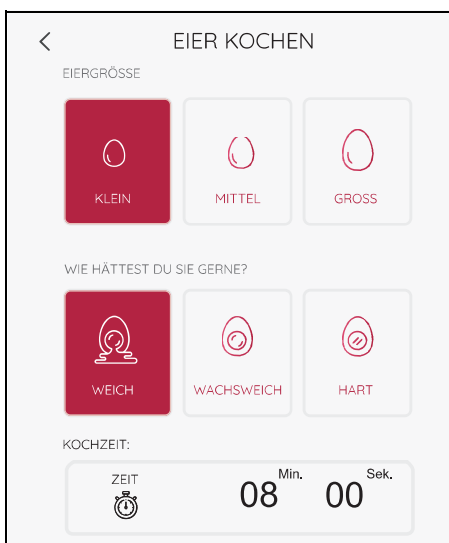 EIER KOCHEN
EIERGRÖSSE
KLEIN MITTEL GROSS
WIE HÄTTEST DU SIE GERNE?
WEICH WACHSWEICH HART
KOCHZEIT:
ZEIT 08 Min. 00 Sek.